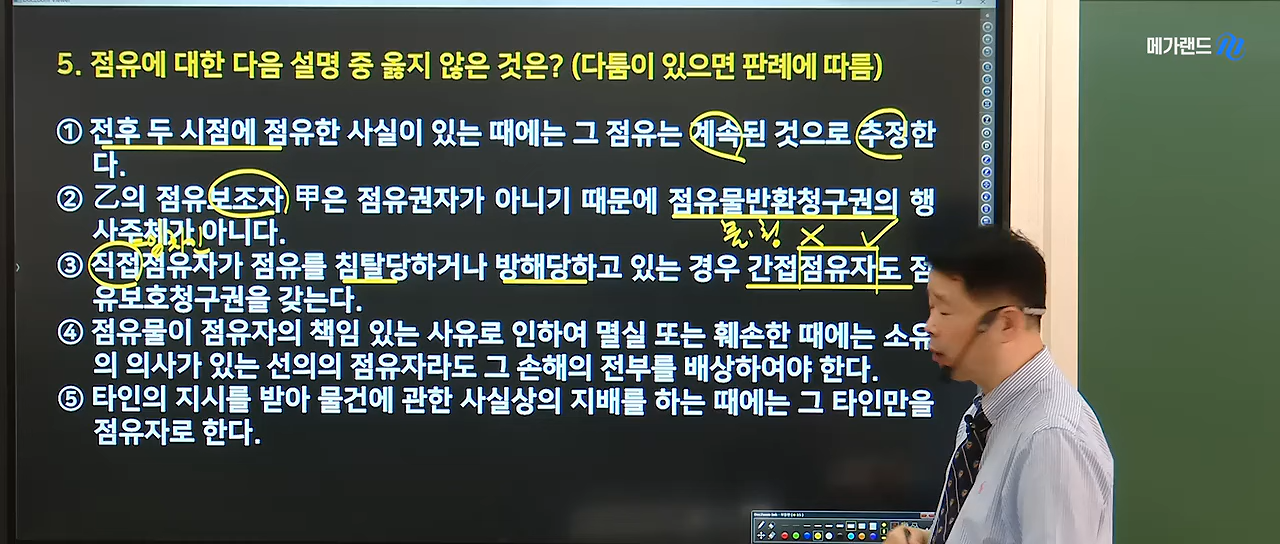 메가랜드
5. 점유에 대한 다음 설명 중 옳지 않은 것은? (다툼이 있으면 판례에 따름)
① 전후 두 시점에 점유한 사실이 있는 때에는 그 점유는 계속된 것으로 추정한
다.
② 乙의 점유보조자 甲은 점유권자가 아니기 때문에 점유물반환청구권의 행
사주체가 아니다.
물·청
③ 직접점유자가 점유를 침탈당하거나 방해당하고 있는 경우 간접점유자도 점
유보호청구권을 갖는다.
④ 점유물이 점유자의 책임 있는 사유로 인하여 멸실 또는 훼손한 때에는 소유
의 의사가 있는 선의의 점유자라도 그 손해의 전부를 배상하여야 한다.
⑤ 타인의 지시를 받아 물건에 관한 사실상의 지배를 하는 때에는 그 타인만을
점유자로 한다.